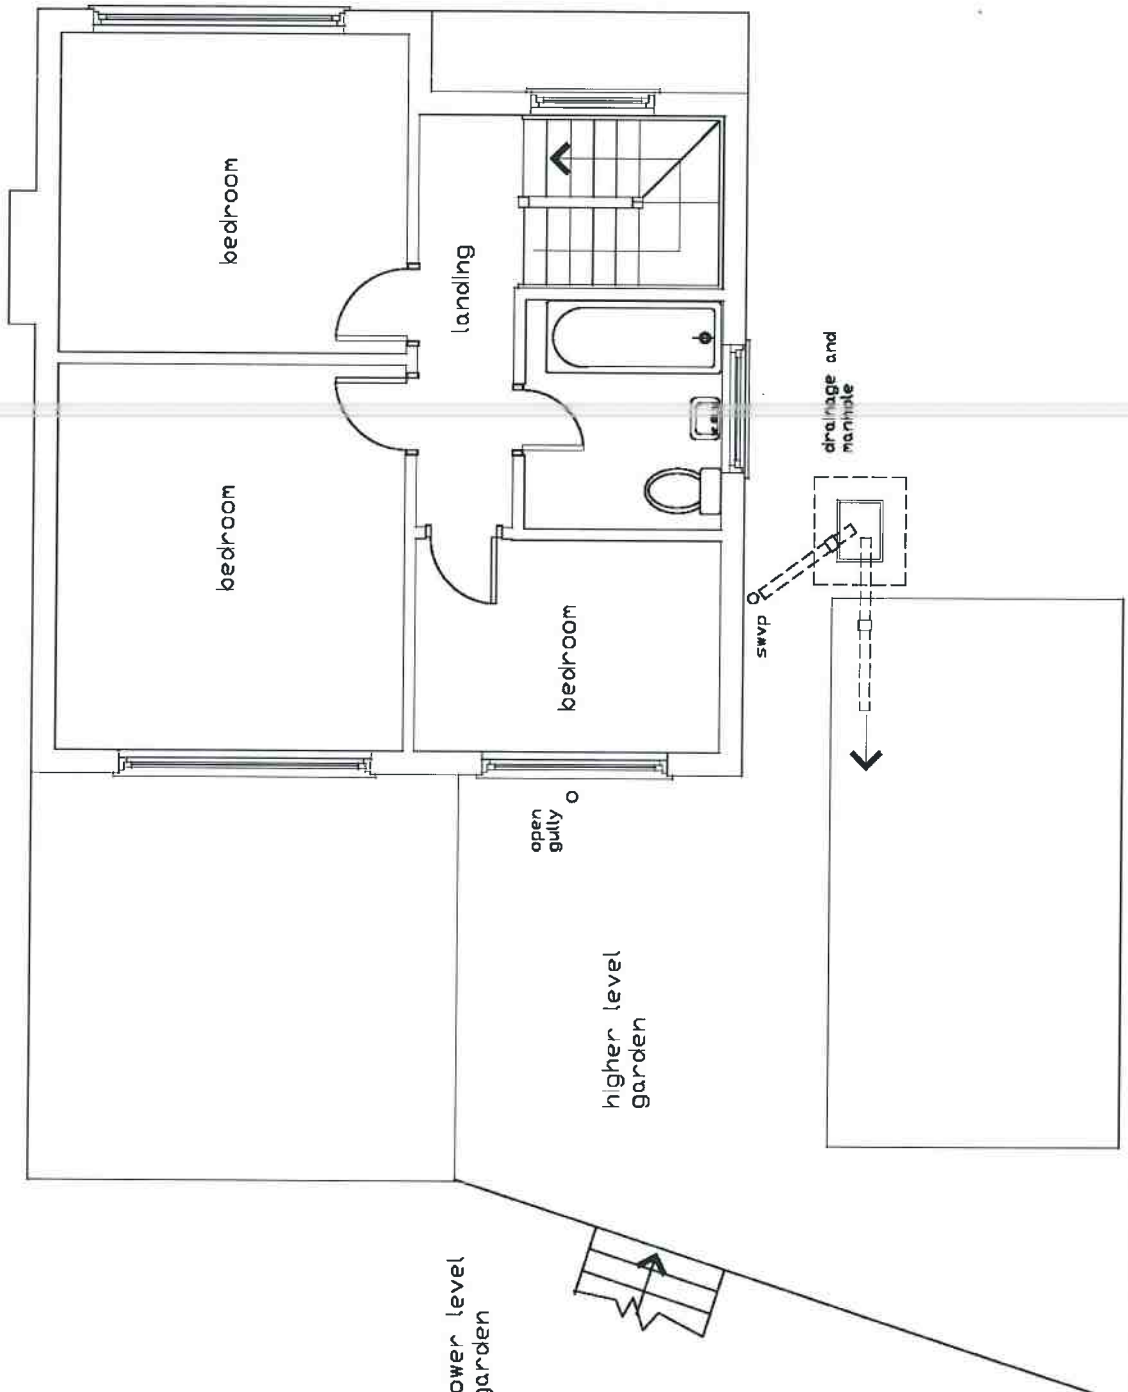 bedroom
bedroom
landing
bedroom
drainage and
manhole
swvp
open
gully
higher level
garden
ower level
garden